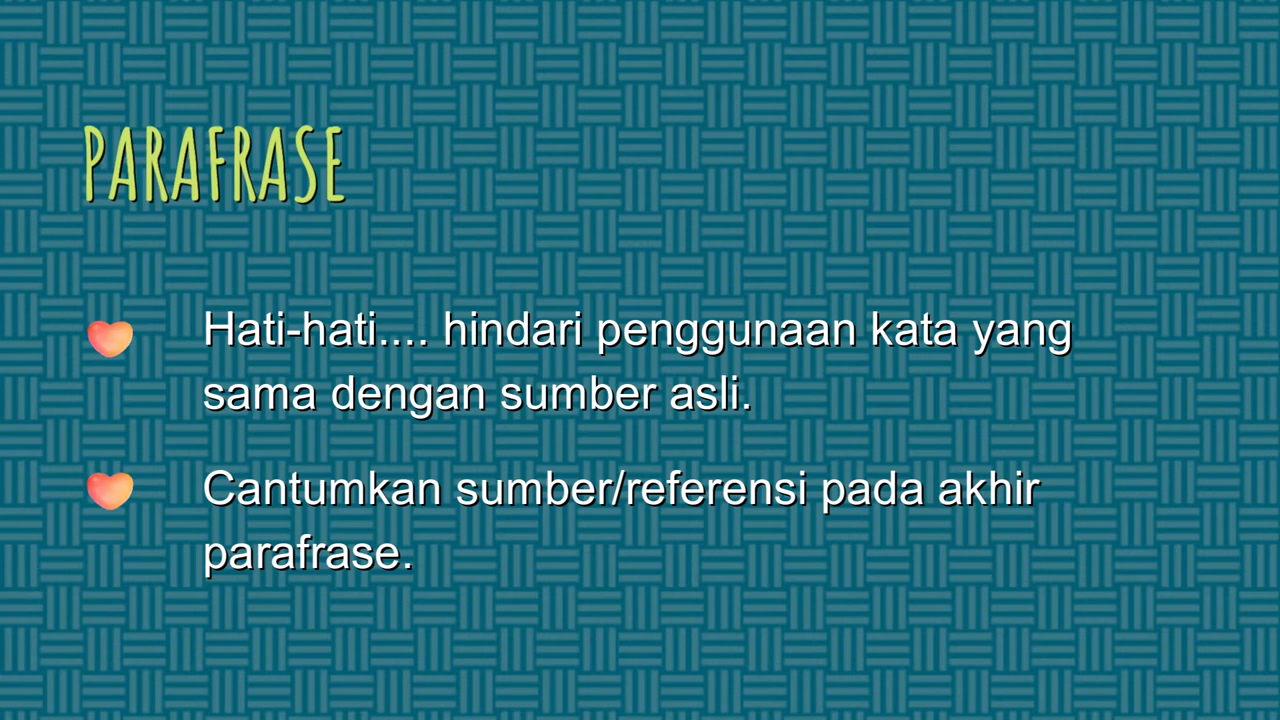 PARAFRASE
Hati-hati.... hindari penggunaan kata yang
sama dengan sumber asli.
Cantumkan sumber/referensi pada akhir
parafrase.